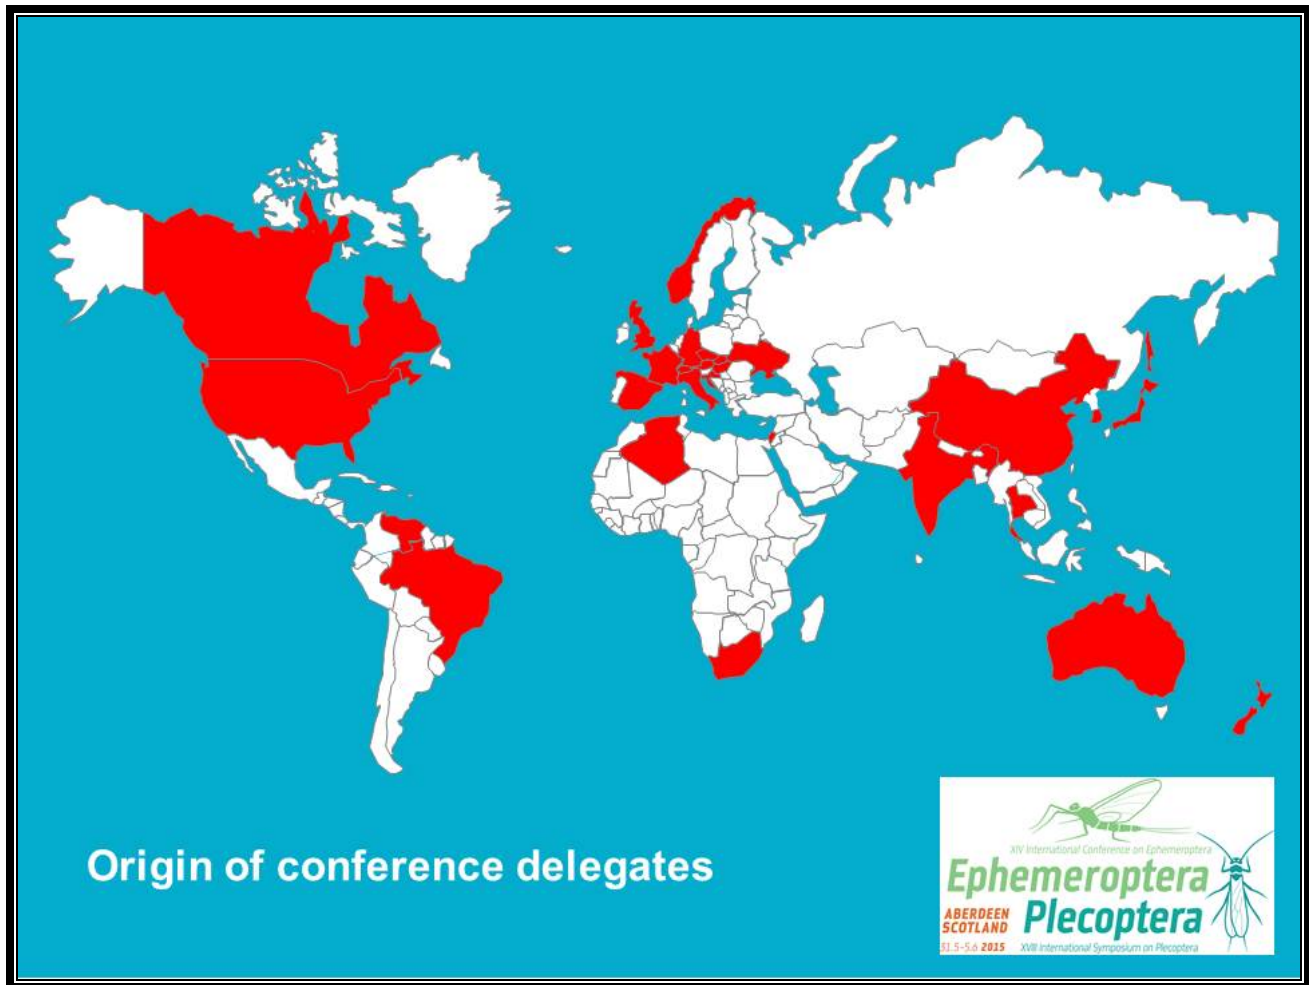 Origin of conference delegates
XIV International Conference on Ephemeroptera
Ephemeroptera
ABERDEEN
SCOTLAND
Plecoptera
31.5-5.6 2015
XVIII International Symposium on Plecoptera